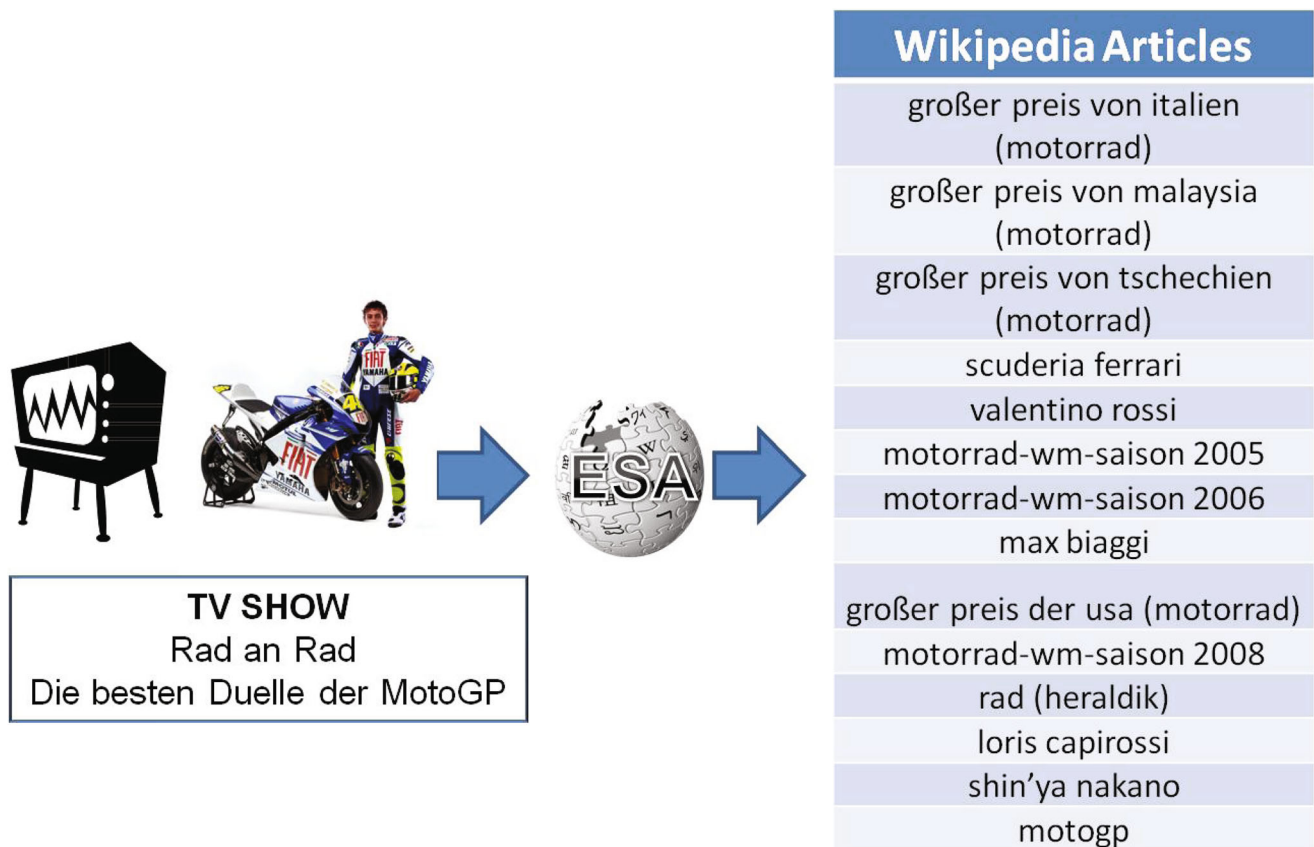 Wikipedia Articles
großer preis von italien
(motorrad)
großer preis von malaysia
(motorrad)
großer preis von tschechien
(motorrad)
scuderia ferrari
valentino rossi
motorrad-wm-saison 2005
motorrad-wm-saison 2006
max biaggi
großer preis der usa (motorrad)
motorrad-wm-saison 2008
rad (heraldik)
loris capirossi
shin'ya nakano
motogp
FIAT
YAMAHA
FIAT
YAMAHA
ESA
W
TV SHOW
Rad an Rad
Die besten Duelle der MotoGP